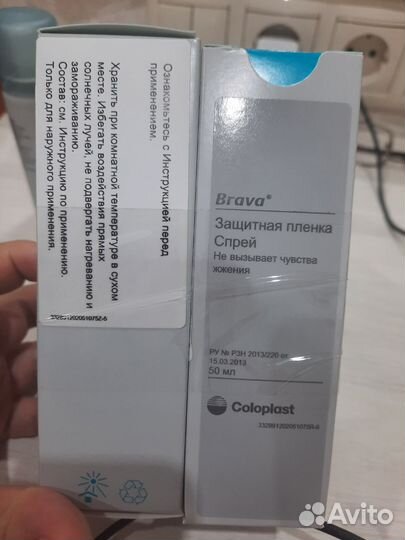 Ознакомьтесь с Инструкцией перед
применением.
Хранить при комнатной температуре в сухом
месте. Избегать воздействия прямых
солнечных лучей, не подвергать нагреванию и
замораживанию.
Состав: см. Инструкцию по применению.
Только для наружного применения.
Brava®
Защитная пленка
Спрей
Не вызывает чувства
жжения
РУ № РЗН 2013/220 от
15.03.2013
50 мл
Coloplast
Avito